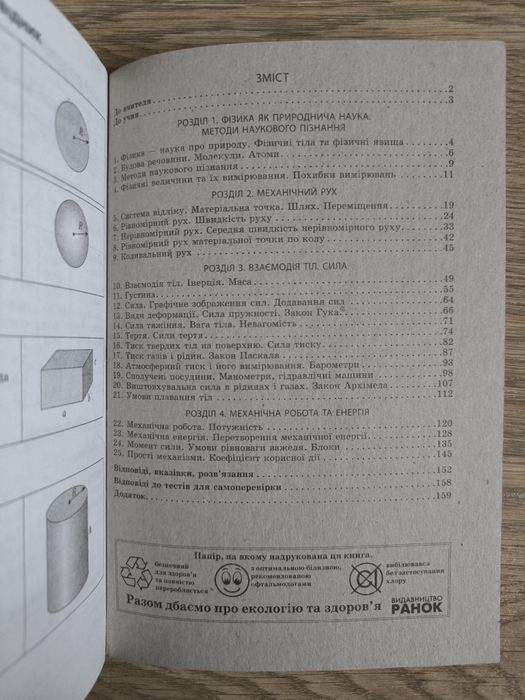 ЗМІСТ
До вчителя 2
До учня 3
РОЗДІЛ 1. ФІЗИКА ЯК ПРИРОДНИЧА НАУКА.
МЕТОДИ НАУКОВОГО ПІЗНАННЯ
1. Фізика — наука про природу. Фізичні тіла та фізичні явища 4
2. Будова речовини. Молекули. Атоми 6
3. Методи наукового пізнання 9
4. Фізичні величини та їх вимірювання. Похибки вимірювань 11
РОЗДІЛ 2. МЕХАНІЧНИЙ РУХ
5. Система відліку. Матеріальна точка. Шлях. Переміщення 19
6. Рівномірний рух. Швидкість руху 24
7. Нерівномірний рух. Середня швидкість нерівномірного руху 33
8. Рівномірний рух матеріальної точки по колу 42
9. Коливальний рух 45
РОЗДІЛ 3. ВЗАЄМОДІЯ ТІЛ. СИЛА
10. Взаємодія тіл. Інерція. Маса 49
11. Густина 55
12. Сила. Графічне зображення сил. Додавання сил 64
13. Види деформації. Сила пружності. Закон Гука 66
14. Сила тяжіння. Вага тіла. Невагомість 71
15. Тертя. Сили тертя 74
16. Тиск твердих тіл на поверхню. Сила тиску 82
17. Тиск газів і рідин. Закон Паскаля 87
18. Атмосферний тиск і його вимірювання. Барометри 93
19. Сполучені посудини. Манометри, гідравлічні машини 98
20. Виштовхувальна сила в рідинах і газах. Закон Архімеда 107
21. Умови плавання тіл 112
РОЗДІЛ 4. МЕХАНІЧНА РОБОТА ТА ЕНЕРГІЯ
22. Механічна робота. Потужність 120
23. Механічна енергія. Перетворення механічної енергії 128
24. Момент сили. Умови рівноваги важеля. Блоки 135
25. Прості механізми. Коефіцієнт корисної дії 145
Відповіді, вказівки, розв'язання 152
Відповіді до тестів для самоперевірки 158
Додаток 159
Папір, на якому надрукована ця книга,
безпечний
для здоров'я
та повністю
переробляється
з оптимальною білизною,
рекомендованою
офтальмологами
вибілювався
без застосування
хлору
Разом дбаємо про екологію та здоров'я
ВИДАВНИЦТВО
РАНОК
R
R
c
b
a
R